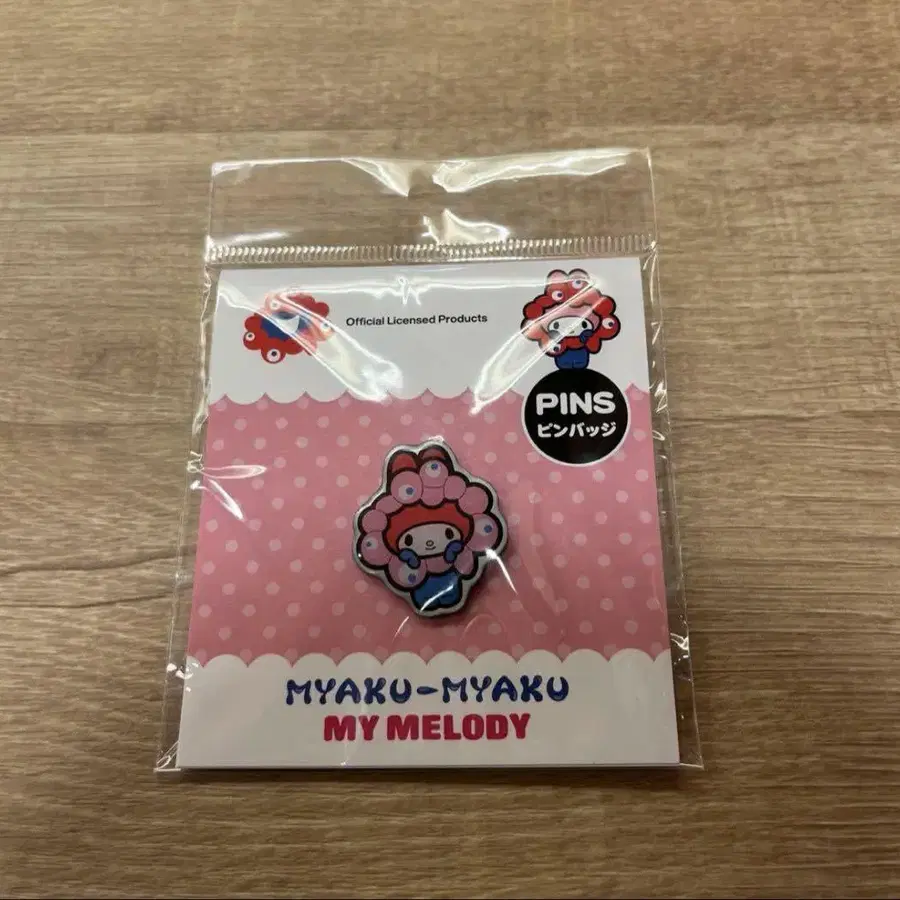 Official Licensed Products
PINS
ピンバッジ
MYAKU-MYAKU
MY MELODY